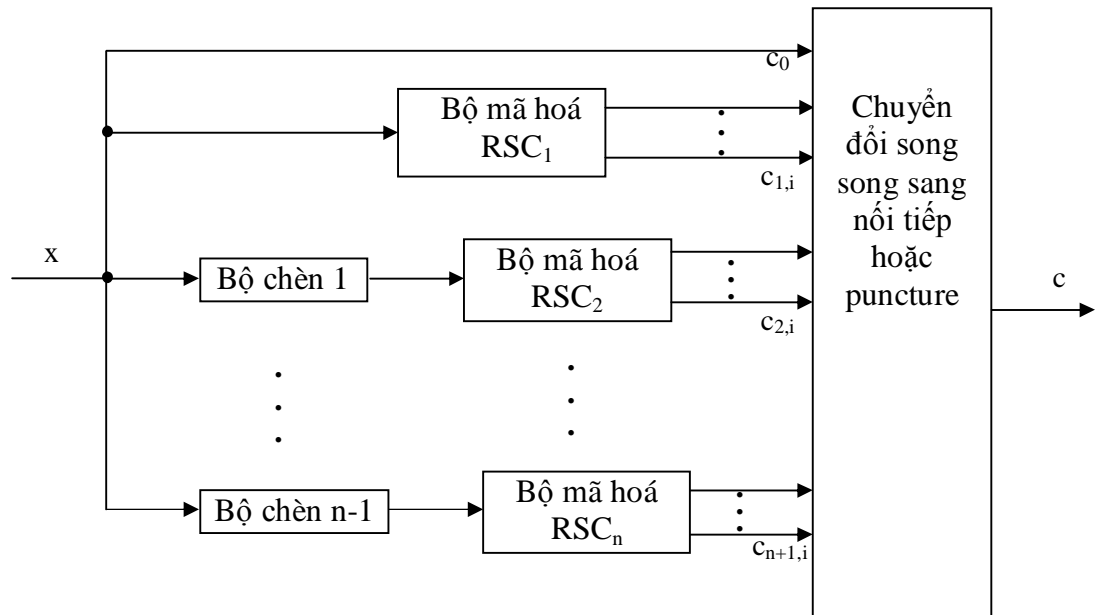 c₀
Bộ mã hoá
RSC₁
c₁,ᵢ
Chuyển
đổi song
song sang
nối tiếp
hoặc
puncture
x
Bộ chèn 1
Bộ mã hoá
RSC₂
c₂,ᵢ
c
Bộ chèn n-1
Bộ mã hoá
RSCₙ
cₙ₊₁,ᵢ